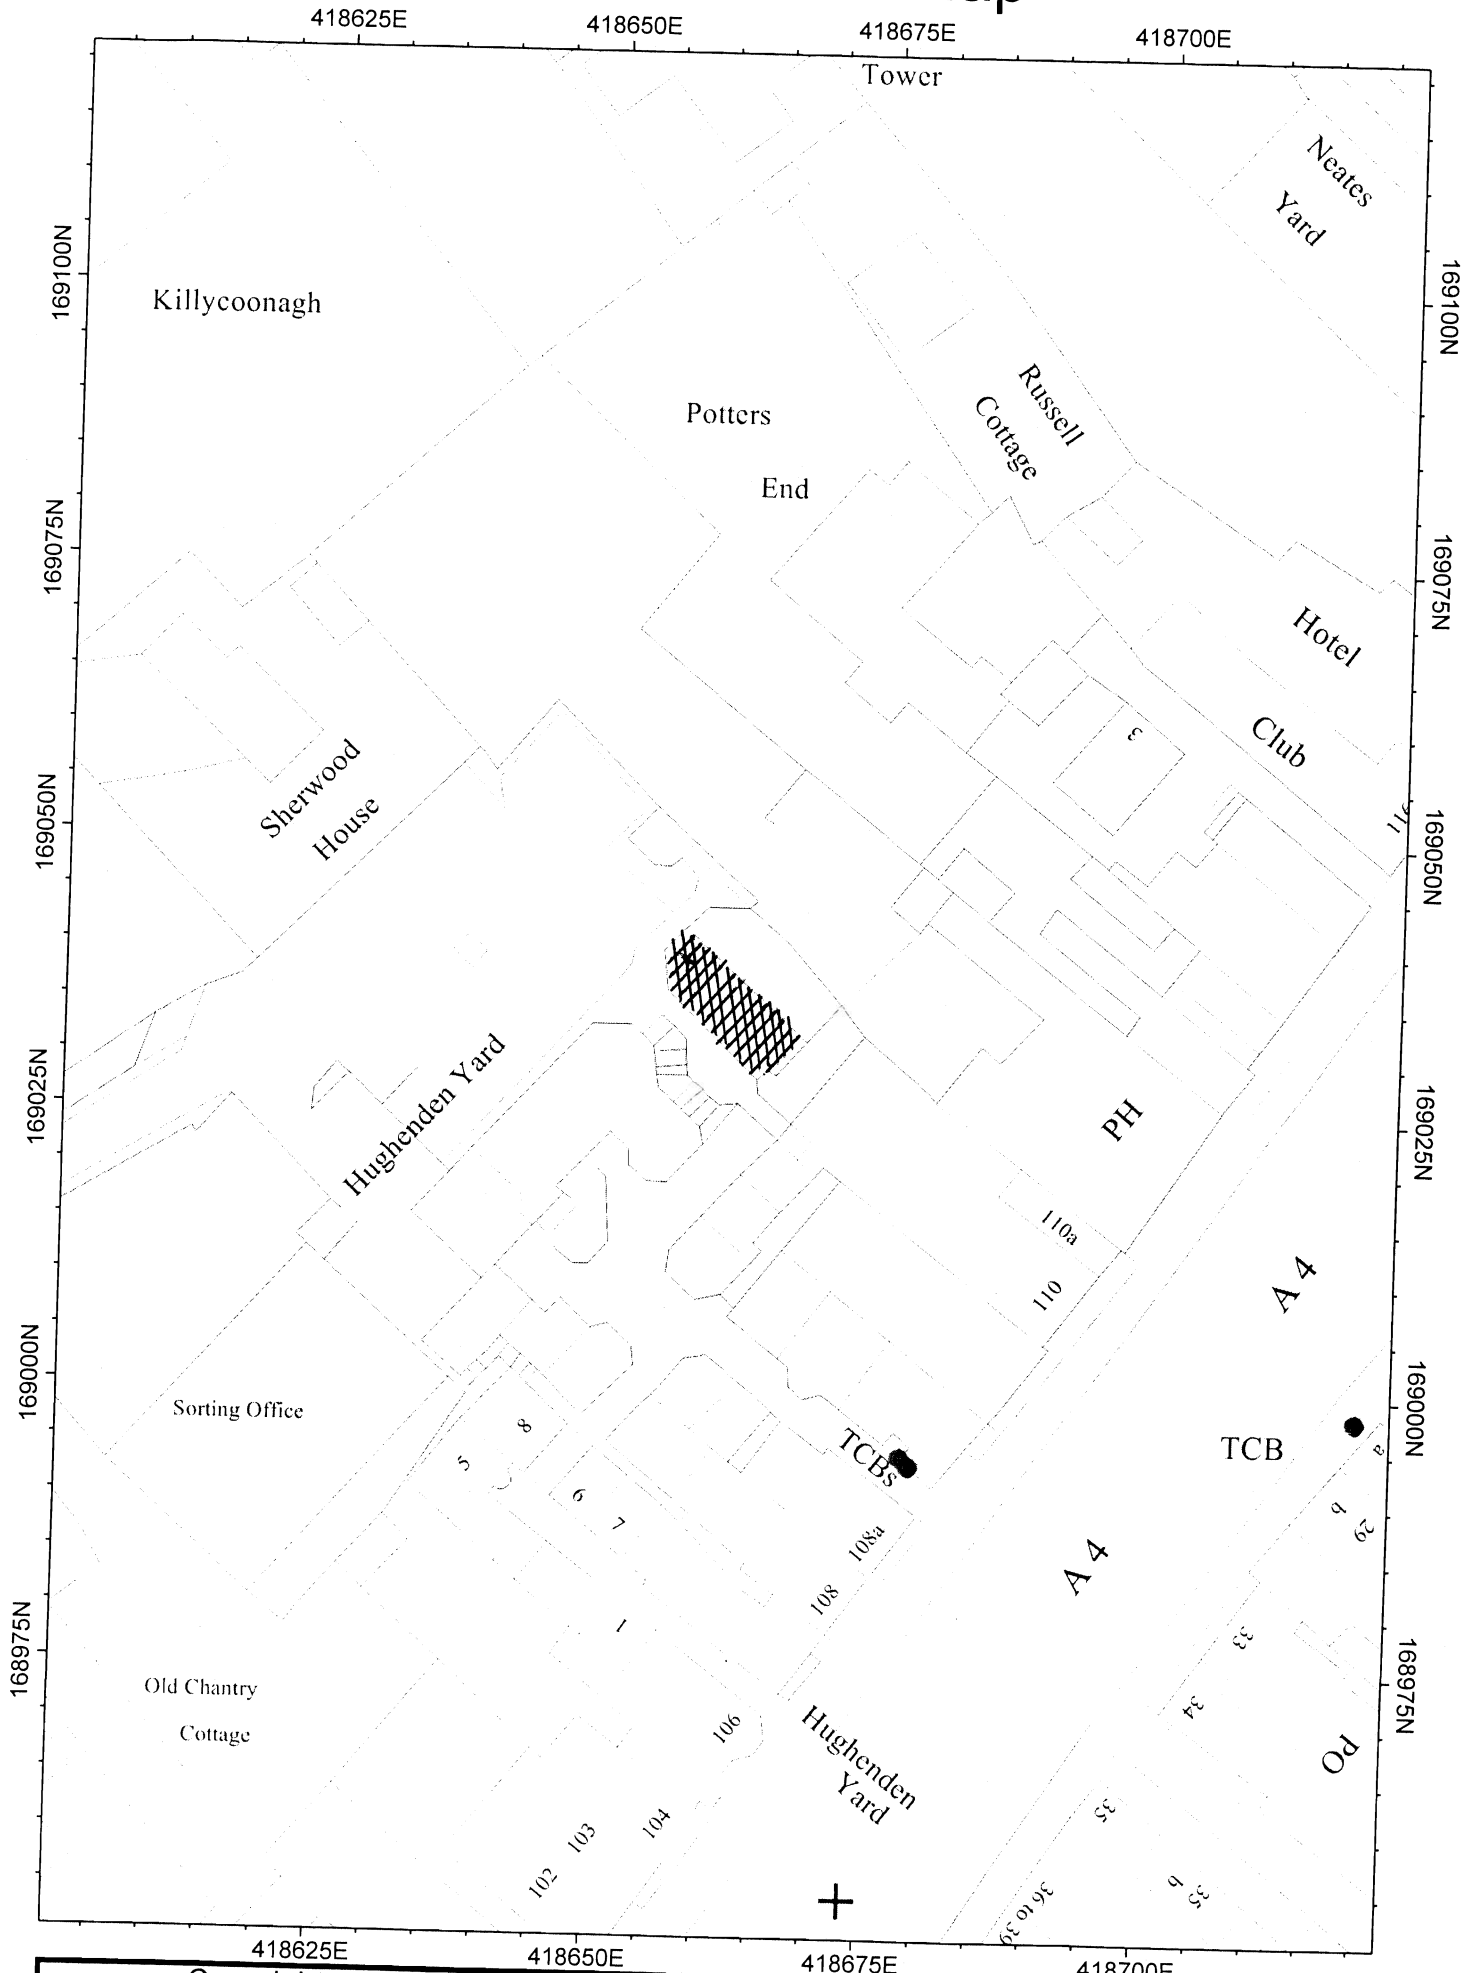 418625E
418650E
418675E
418700E
Tower
Neates
Yard
169100N
169100N
Killycoonagh
Potters
End
Russell
Cottage
169075N
169075N
Hotel
Club
3
116
Sherwood
House
169050N
169050N
Hughenden Yard
169025N
169025N
PH
110a
110
A 4
169000N
169000N
Sorting Office
5
8
6
7
TCBs
TCB
a
b
29
108a
108
A 4
1
33
34
168975N
168975N
Old Chantry
Cottage
106
Hughenden
Yard
PO
104
103
102
35
35
b
36 to 39
418625E
418650E
418675E
418700E